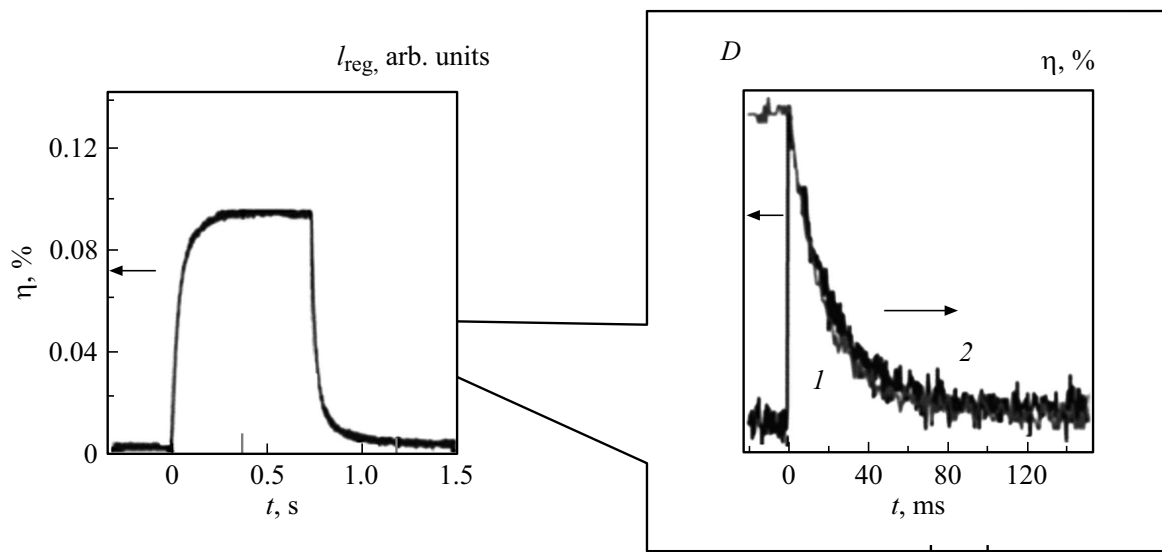 l_reg, arb. units
η, %
0.12
0.08
0.04
0
0 0.5 1.0 1.5
t, s
D η, %
1
2
0 40 80 120
t, ms